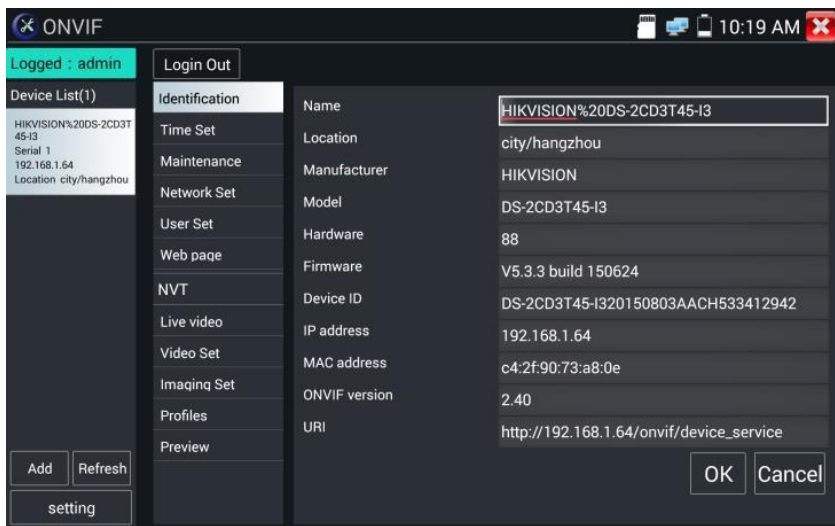 ONVIF
10:19 AM
Logged : admin
Login Out
Device List(1)
HIKVISION%20DS-2CD3T
45-I3
Serial 1
192.168.1.64
Location city/hangzhou
Add
Refresh
setting
Identification
Time Set
Maintenance
Network Set
User Set
Web page
NVT
Live video
Video Set
Imaging Set
Profiles
Preview
Name HIKVISION%20DS-2CD3T45-I3
Location city/hangzhou
Manufacturer HIKVISION
Model DS-2CD3T45-I3
Hardware 88
Firmware V5.3.3 build 150624
Device ID DS-2CD3T45-I320150803AACH533412942
IP address 192.168.1.64
MAC address c4:2f:90:73:a8:0e
ONVIF version 2.40
URI http://192.168.1.64/onvif/device_service
OK
Cancel